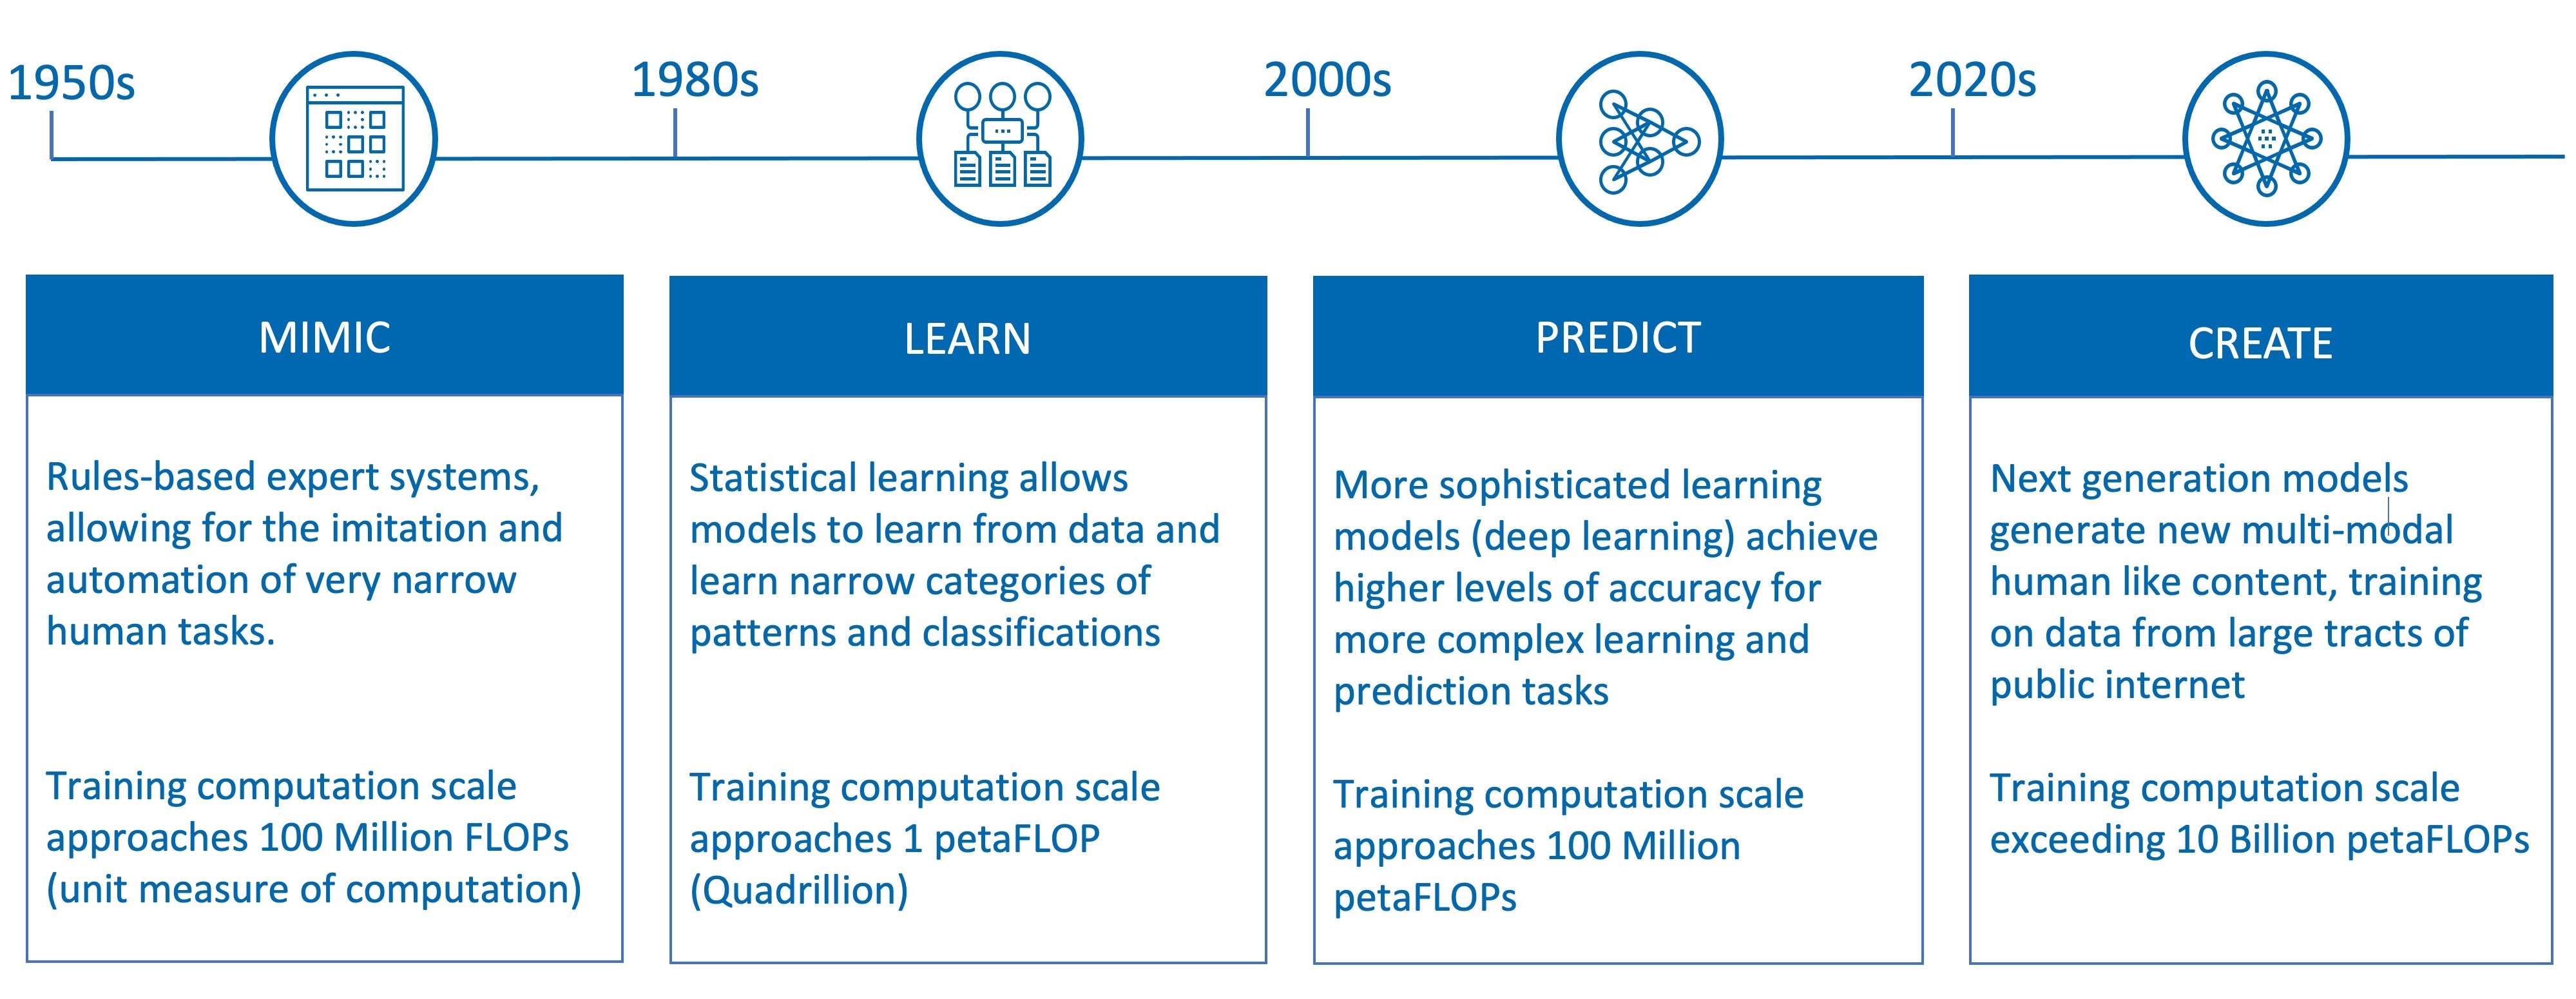 1950s
1980s
2000s
2020s
MIMIC
Rules-based expert systems,
allowing for the imitation and
automation of very narrow
human tasks.
Training computation scale
approaches 100 Million FLOPs
(unit measure of computation)
LEARN
Statistical learning allows
models to learn from data and
learn narrow categories of
patterns and classifications
Training computation scale
approaches 1 petaFLOP
(Quadrillion)
PREDICT
More sophisticated learning
models (deep learning) achieve
higher levels of accuracy for
more complex learning and
prediction tasks
Training computation scale
approaches 100 Million
petaFLOPs
CREATE
Next generation models
generate new multi-modal
human like content, training
on data from large tracts of
public internet
Training computation scale
exceeding 10 Billion petaFLOPs